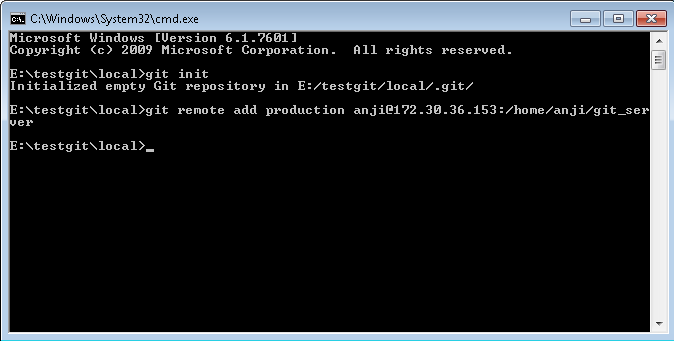 C:\Windows\System32\cmd.exe
Microsoft Windows [Version 6.1.7601]
Copyright (c) 2009 Microsoft Corporation.  All rights reserved.
E:\testgit\local>git init
Initialized empty Git repository in E:/testgit/local/.git/
E:\testgit\local>git remote add production anji@172.30.36.153:/home/anji/git_ser
ver
E:\testgit\local>_